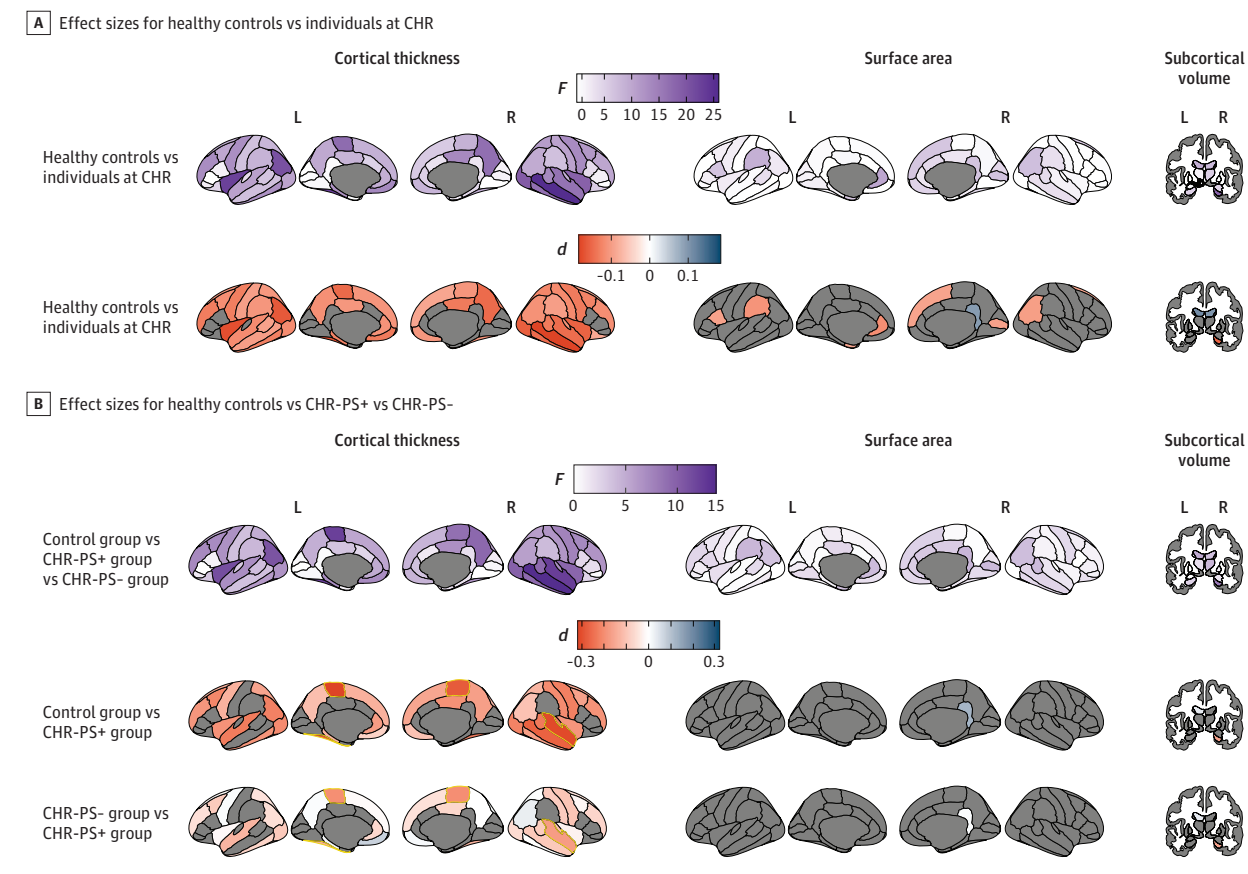 A Effect sizes for healthy controls vs individuals at CHR
Cortical thickness
Surface area
Subcortical
volume
F
0 5 10 15 20 25
L R L R L R
Healthy controls vs
individuals at CHR
d
-0.1 0 0.1
Healthy controls vs
individuals at CHR
B Effect sizes for healthy controls vs CHR-PS+ vs CHR-PS–
Cortical thickness
Surface area
Subcortical
volume
F
0 5 10 15
L R L R L R
Control group vs
CHR-PS+ group
vs CHR-PS– group
d
-0.3 0 0.3
Control group vs
CHR-PS+ group
CHR-PS– group vs
CHR-PS+ group